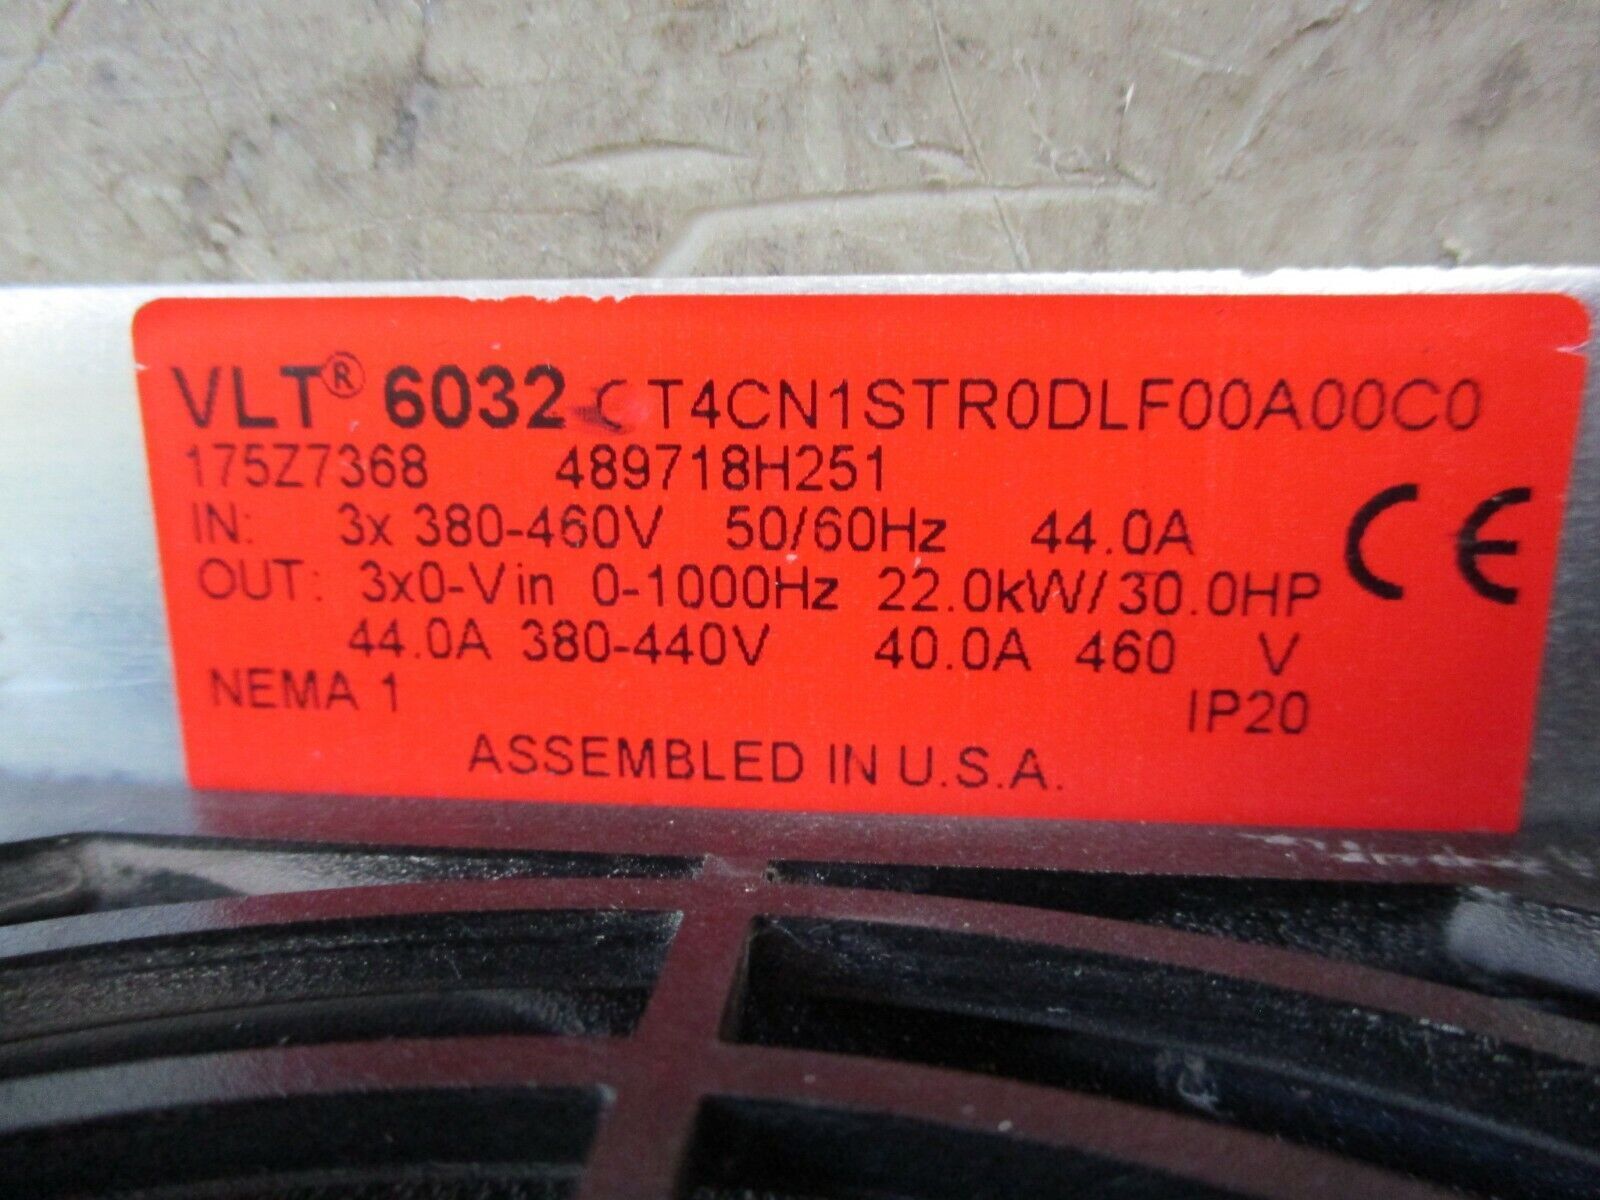 VLT® 6032 CT4CN1STR0DLF00A00C0
175Z7368 489718H251
IN: 3x 380-460V 50/60Hz 44.0A
OUT: 3x0-Vin 0-1000Hz 22.0kW/30.0HP
44.0A 380-440V 40.0A 460 V
CE
NEMA 1 IP20
ASSEMBLED IN U.S.A.